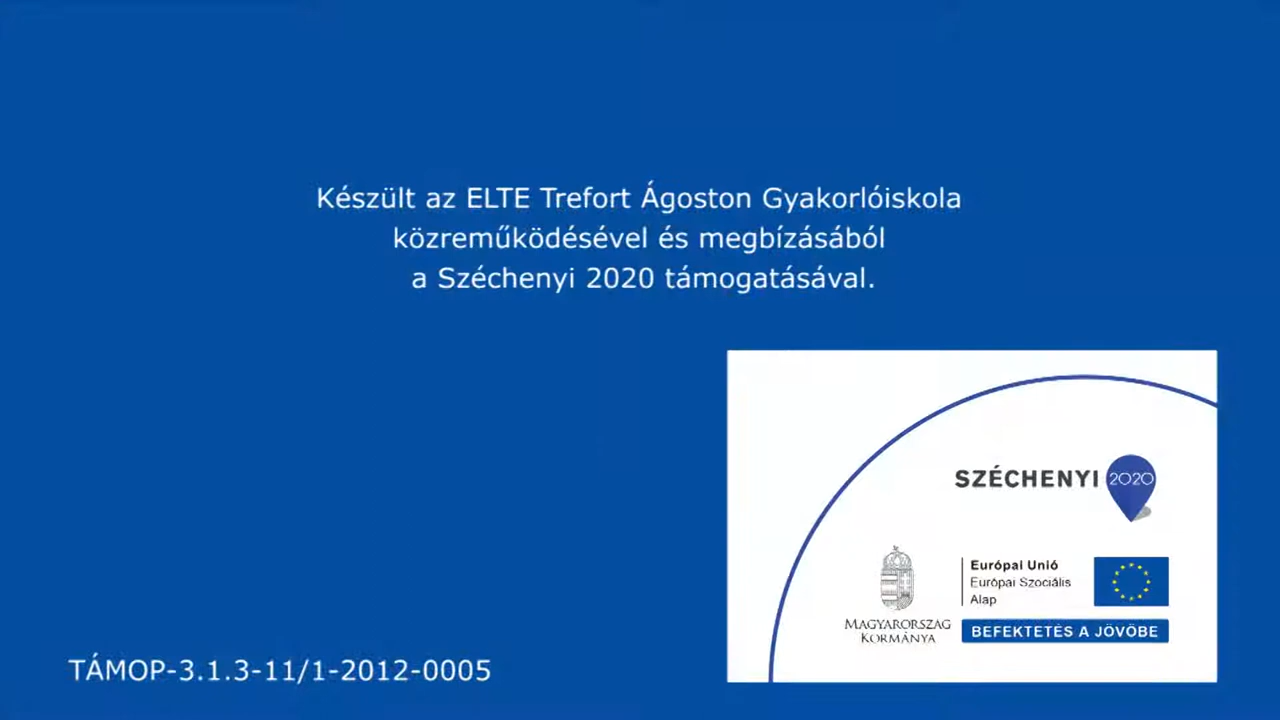 Készült az ELTE Trefort Ágoston Gyakorlóiskola
közreműködésével és megbízásából
a Széchenyi 2020 támogatásával.
SZÉCHENYI 2020
Európai Unió
Európai Szociális
Alap
MAGYARORSZÁG
KORMÁNYA
BEFEKTETÉS A JÖVŐBE
TÁMOP-3.1.3-11/1-2012-0005